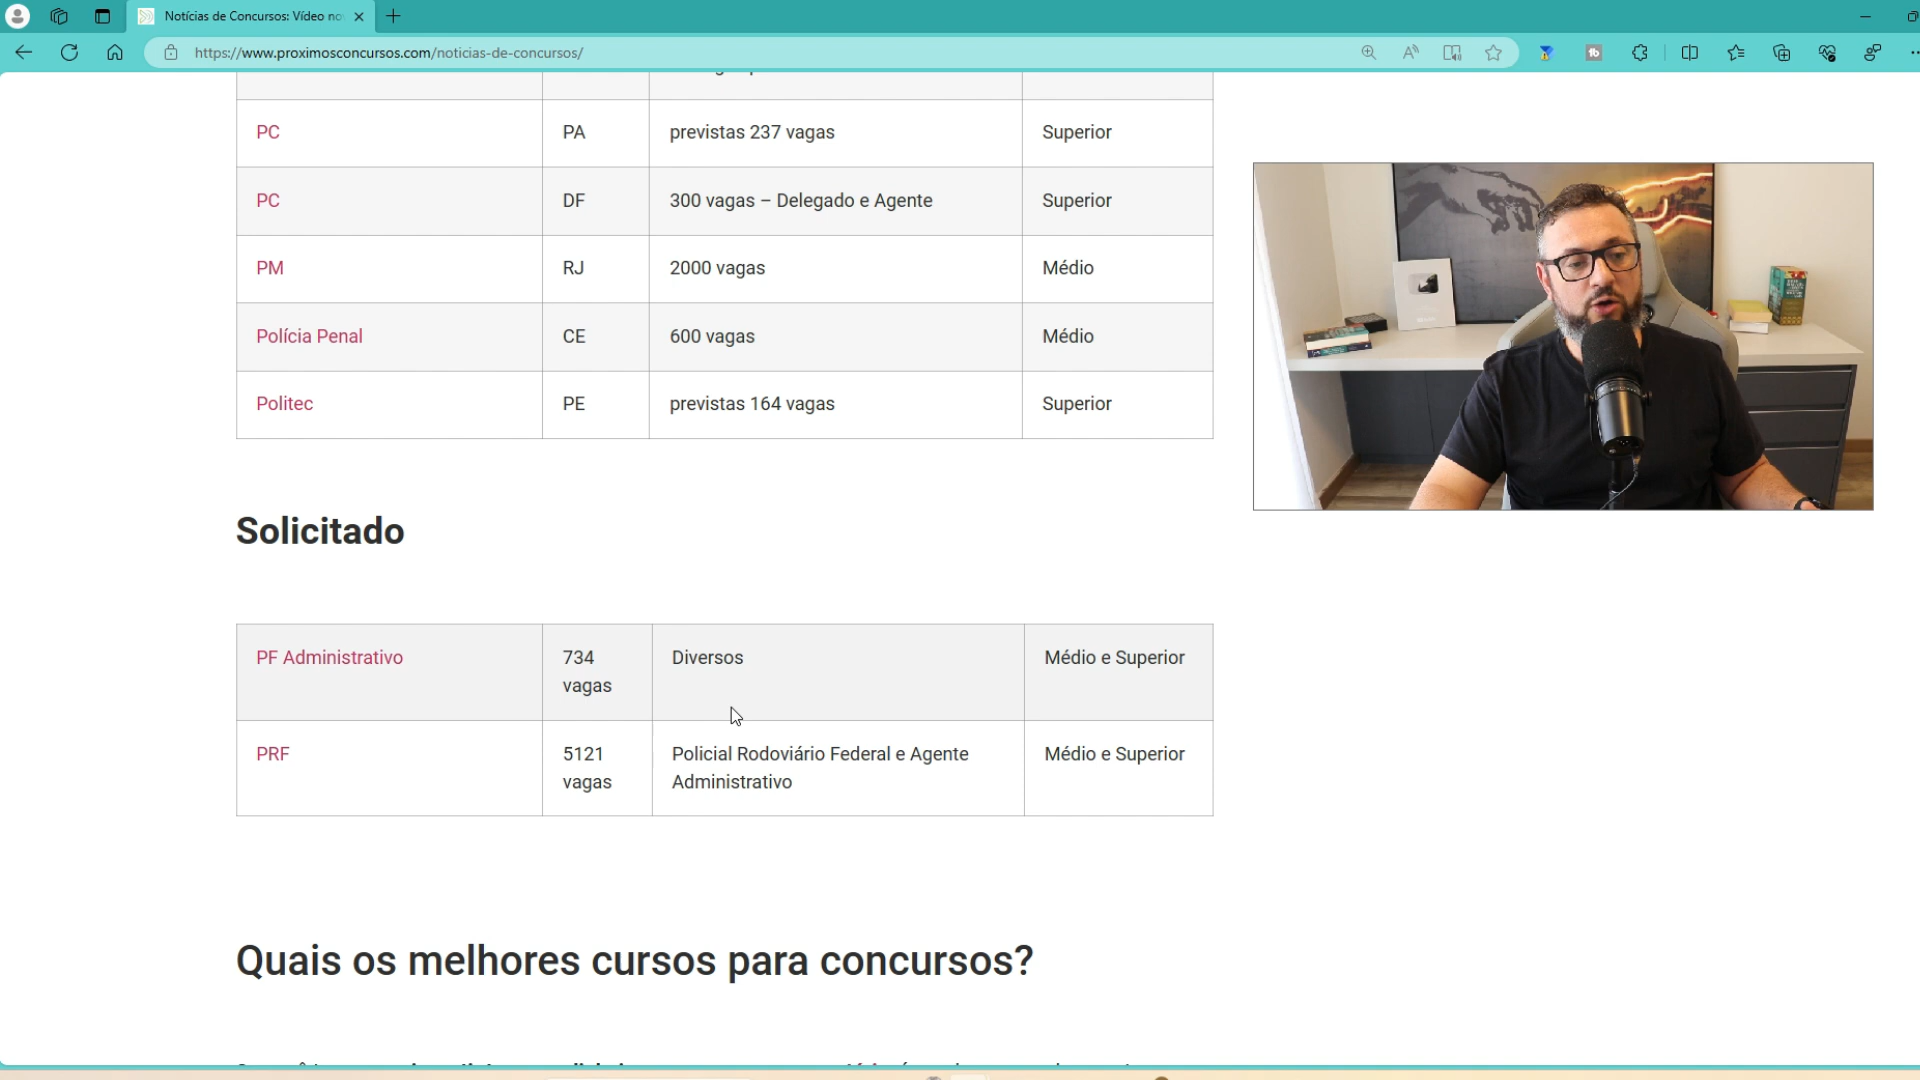 Notícias de Concursos: Vídeo no
https://www.proximosconcursos.com/noticias-de-concursos/
PC PA previstas 237 vagas Superior
PC DF 300 vagas – Delegado e Agente Superior
PM RJ 2000 vagas Médio
Polícia Penal CE 600 vagas Médio
Politec PE previstas 164 vagas Superior
Solicitado
PF Administrativo 734 vagas Diversos Médio e Superior
PRF 5121 vagas Policial Rodoviário Federal e Agente Administrativo Médio e Superior
Quais os melhores cursos para concursos?